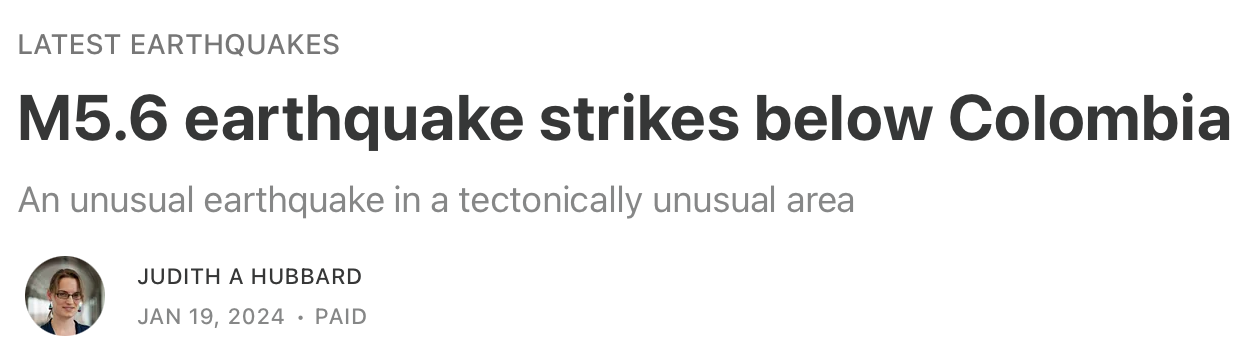 LATEST EARTHQUAKES
M5.6 earthquake strikes below Colombia
An unusual earthquake in a tectonically unusual area
JUDITH A HUBBARD
JAN 19, 2024 • PAID